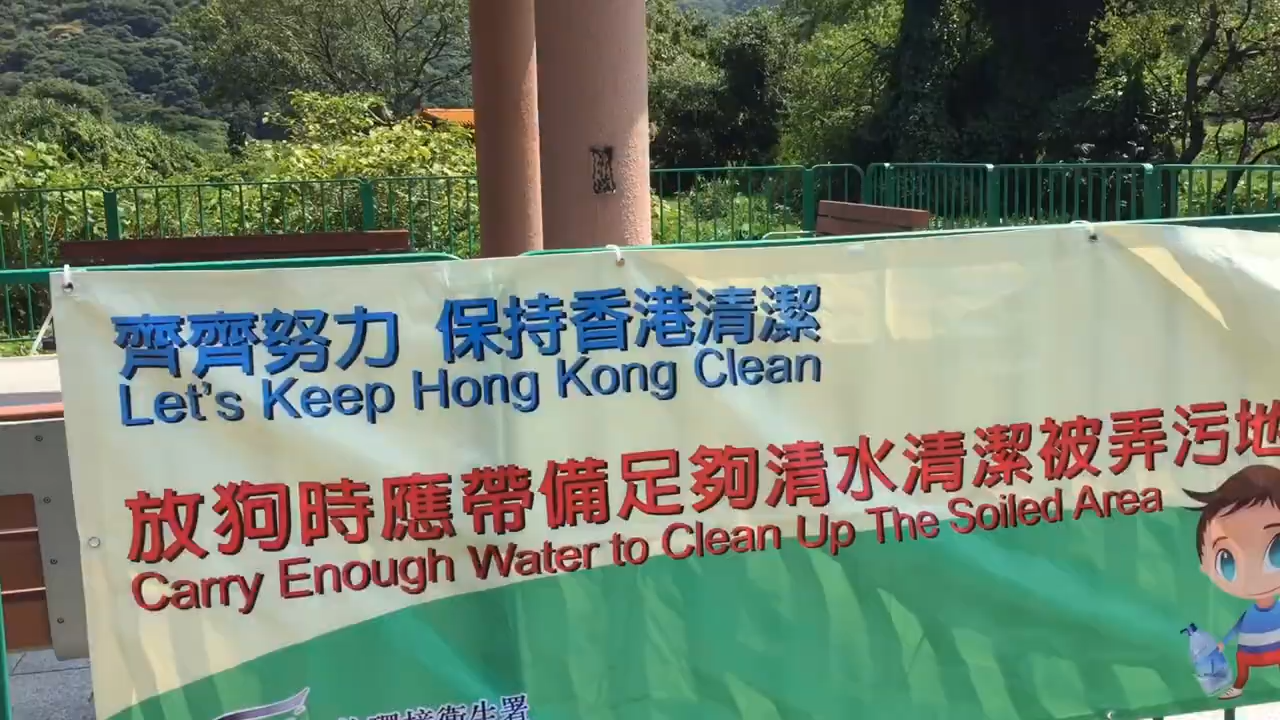 齊齊努力 保持香港清潔
Let's Keep Hong Kong Clean
放狗時應帶備足夠清水清潔被弄污地
Carry Enough Water to Clean Up The Soiled Area
環境衞生署